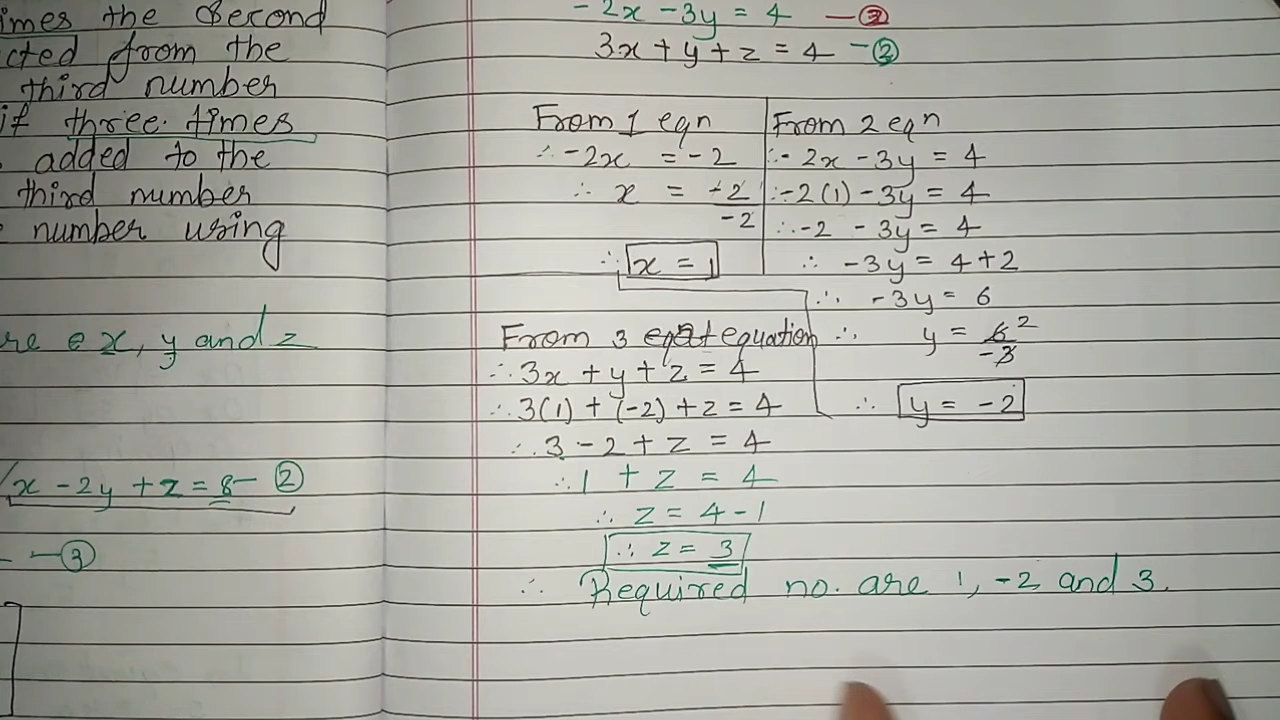 imes the second
cted from the
third number
if three times
added to the
third number
number using
re x, y and z
x - 2y + z = 8 - ②
- ③
- 2x - 3y = 4 - ②
3x + y + z = 4 - ②
From 1 eqn
∴ -2x = -2
∴ x = -2/-2
∴ x = 1
From 2 eqn
∴ - 2x - 3y = 4
∴ -2(1) - 3y = 4
∴ -2 - 3y = 4
∴ -3y = 4 + 2
∴ -3y = 6
∴ y = 6/-3 2
∴ y = -2
From 3 equation
∴ 3x + y + z = 4
∴ 3(1) + (-2) + z = 4
∴ 3 - 2 + z = 4
∴ 1 + z = 4
∴ z = 4 - 1
∴ z = 3
∴ Required no. are 1, -2 and 3.